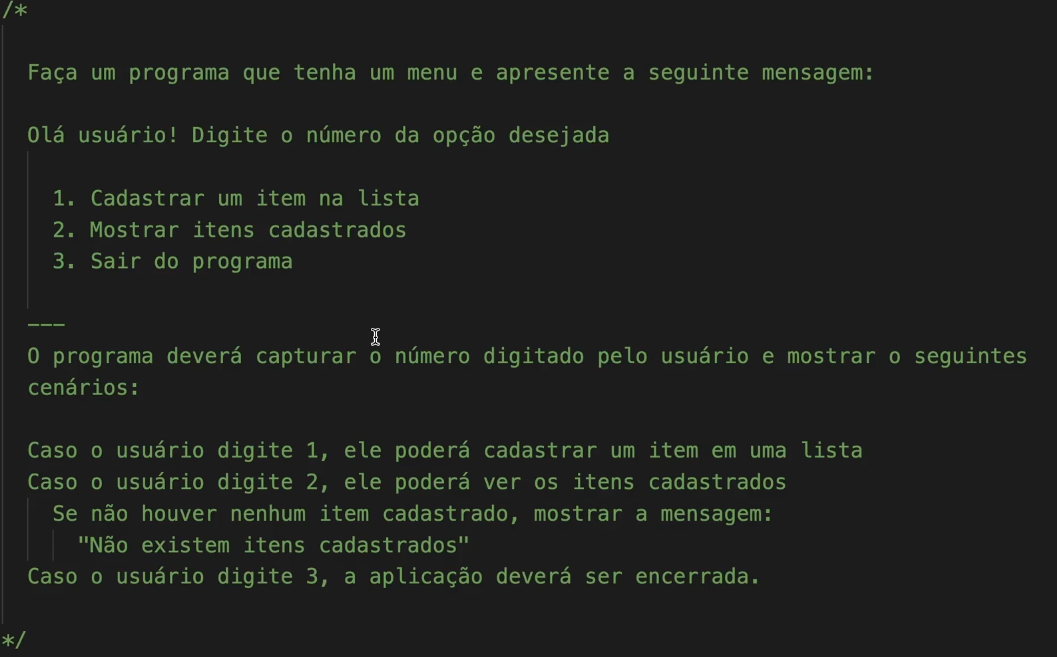 /*
Faça um programa que tenha um menu e apresente a seguinte mensagem:
Olá usuário! Digite o número da opção desejada
1. Cadastrar um item na lista
2. Mostrar itens cadastrados
3. Sair do programa
---
O programa deverá capturar o número digitado pelo usuário e mostrar o seguintes
cenários:
Caso o usuário digite 1, ele poderá cadastrar um item em uma lista
Caso o usuário digite 2, ele poderá ver os itens cadastrados
Se não houver nenhum item cadastrado, mostrar a mensagem:
"Não existem itens cadastrados"
Caso o usuário digite 3, a aplicação deverá ser encerrada.
*/